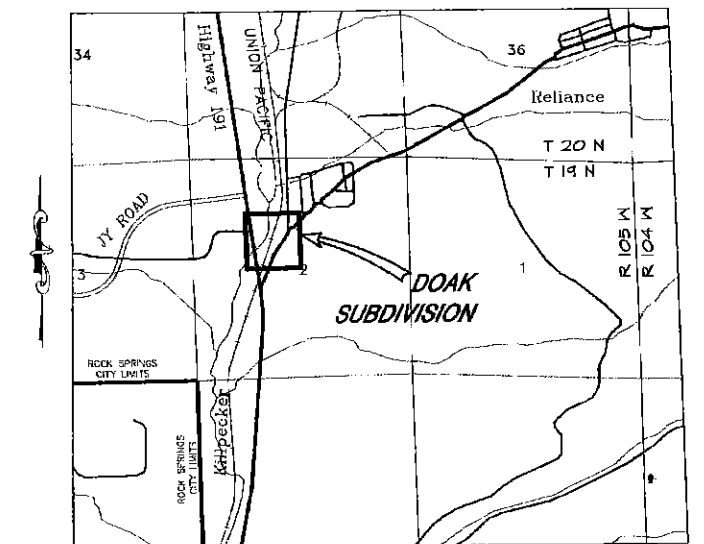 34
Highway 191
UNION PACIFIC
36
Reliance
T 20 N
T 19 N
JY ROAD
R 105 W
R 104 W
3
2
1
DOAK
SUBDIVISION
ROCK SPRINGS
CITY LIMITS
ROCK SPRINGS
CITY LIMITS
Killpecker